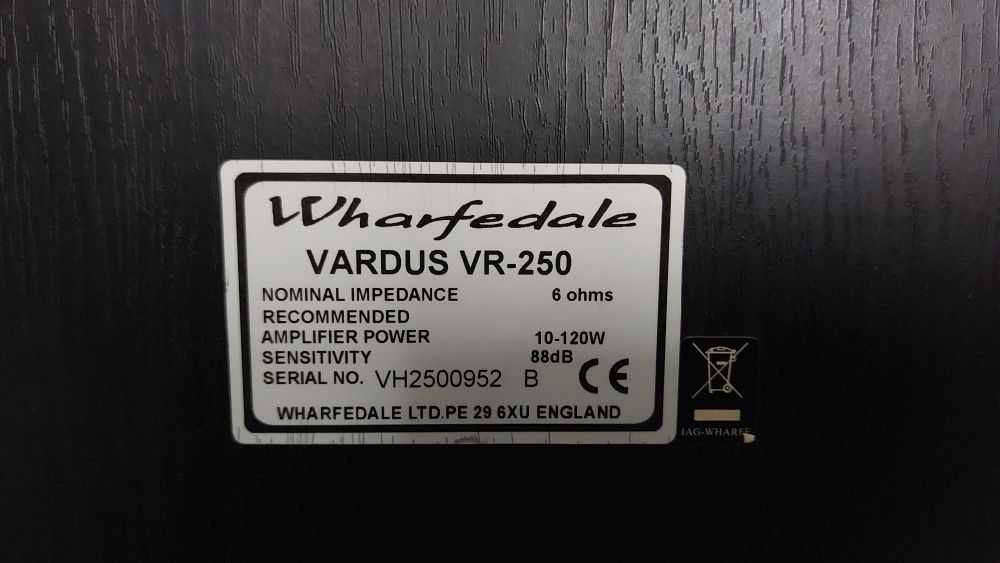 Wharfedale
VARDUS VR-250
NOMINAL IMPEDANCE 6 ohms
RECOMMENDED
AMPLIFIER POWER 10-120W
SENSITIVITY 88dB
SERIAL NO. VH2500952 B CE
WHARFEDALE LTD.PE 29 6XU ENGLAND
IAG-WHARFE